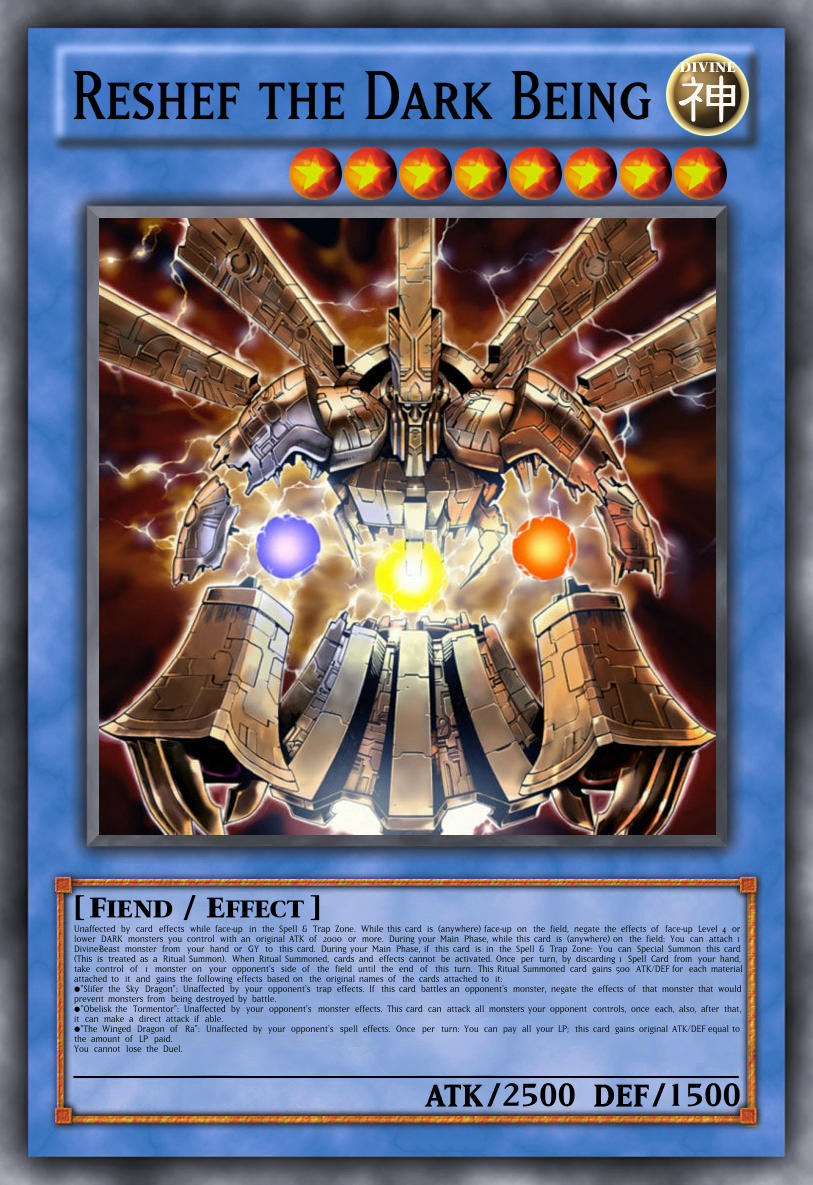 Reshef the Dark Being
DIVINE
神
[ Fiend / Effect ]
Unaffected by card effects while face-up in the Spell & Trap Zone. While this card is (anywhere) face-up on the field, negate the effects of face-up Level 4 or
lower DARK monsters you control with an original ATK of 2000 or more. During your Main Phase, while this card is (anywhere) on the field: You can attach 1
Divine-Beast monster from your hand or GY to this card. During your Main Phase, if this card is in the Spell & Trap Zone: You can Special Summon this card
(This is treated as a Ritual Summon). When Ritual Summoned, cards and effects cannot be activated. Once per turn, by discarding 1 Spell Card from your hand,
take control of 1 monster on your opponent's side of the field until the end of this turn. This Ritual Summoned card gains 500 ATK/DEF for each material
attached to it and gains the following effects based on the original names of the cards attached to it:
●"Slifer the Sky Dragon": Unaffected by your opponent's trap effects. If this card battles an opponent's monster, negate the effects of that monster that would
prevent monsters from being destroyed by battle.
●"Obelisk the Tormentor": Unaffected by your opponent's monster effects. This card can attack all monsters your opponent controls, once each, also, after that,
it can make a direct attack if able.
●"The Winged Dragon of Ra": Unaffected by your opponent's spell effects. Once per turn: You can pay all your LP; this card gains original ATK/DEF equal to
the amount of LP paid.
You cannot lose the Duel.
ATK/2500 DEF/1500